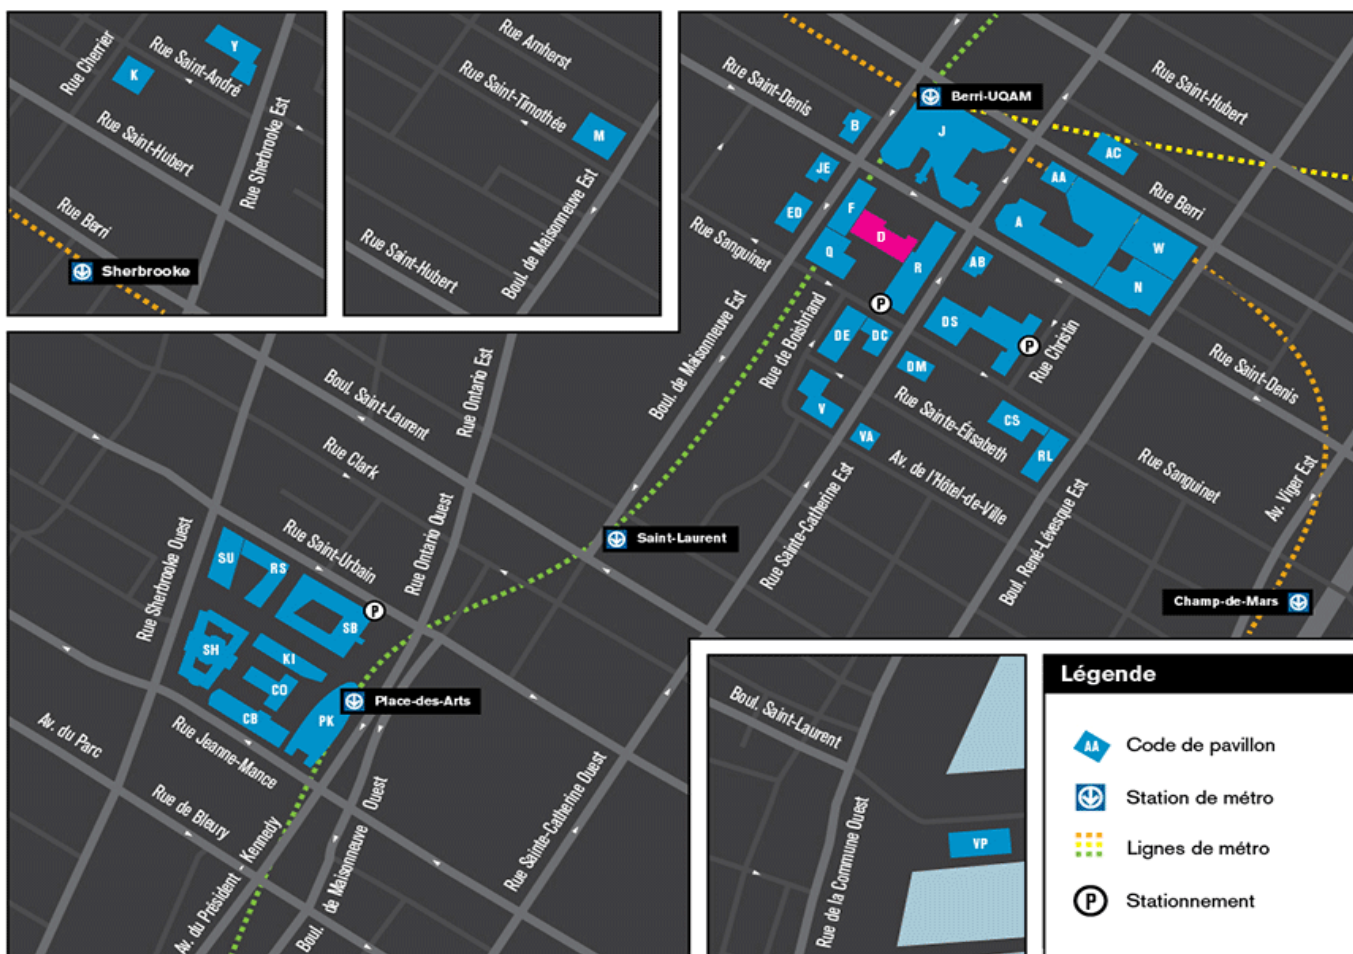 Rue Cherrier
Rue Saint-André
Y
K
Rue Sherbrooke Est
Rue Saint-Hubert
Rue Berri
Sherbrooke
Rue Amherst
Rue Saint-Timothée
M
Boul. de Maisonneuve Est
Rue Saint-Hubert
Rue Saint-Denis
Berri-UQAM
Rue Saint-Hubert
B
J
AC
JE
AA
Rue Berri
ED
F
D
A
W
Rue Sanguinet
Q
R
AB
N
P
DS
Rue de Boisbriand
DE
DC
P
Rue Christin
Boul. de Maisonneuve Est
DM
Rue Saint-Denis
V
Rue Sainte-Élisabeth
CS
VA
RL
Av. de l'Hôtel-de-Ville
Rue Sanguinet
Av. Viger Est
Rue Sainte-Catherine Est
Boul. René-Lévesque Est
Champ-de-Mars
Boul. Saint-Laurent
Rue Ontario Est
Rue Clark
Rue Saint-Urbain
Rue Ontario Ouest
Saint-Laurent
Rue Sherbrooke Ouest
SU
RS
P
SB
SH
KI
CO
Place-des-Arts
CB
PK
Av. du Parc
Rue Jeanne-Mance
Rue de Bleury
Av. du Président - Kennedy
Boul. de Maisonneuve Ouest
Rue Sainte-Catherine Ouest
Boul. Saint-Laurent
Rue de la Commune Ouest
VP
Légende
AA
Code de pavillon
Station de métro
Lignes de métro
P
Stationnement